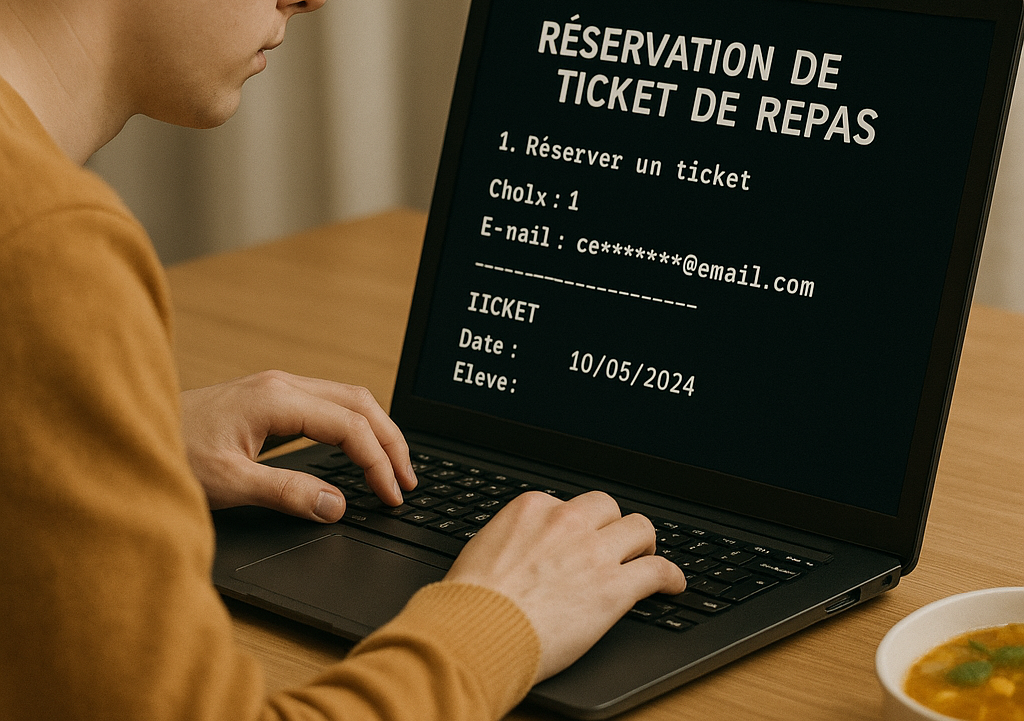 RÉSERVATION DE
TICKET DE REPAS
1. Réserver un ticket
Cholx : 1
E-nail : ce*******@email.com
--------------------
IICKET
Date : 10/05/2024
Eleve: